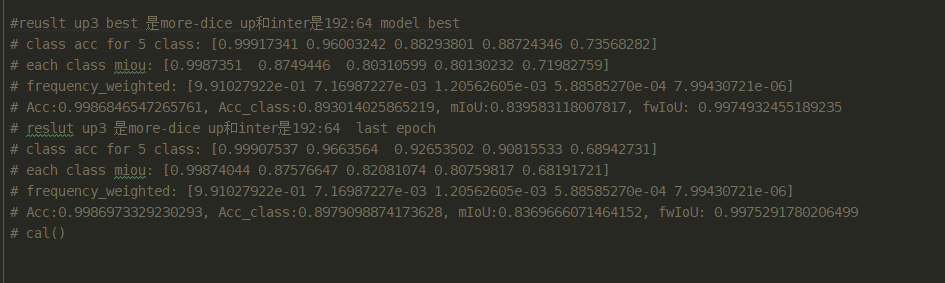 #reuslt up3 best 是more-dice up和inter是192:64 model best
# class acc for 5 class: [0.99917341 0.96003242 0.88293801 0.88724346 0.73568282]
# each class miou: [0.9987351  0.8749446  0.80310599 0.80130232 0.71982759]
# frequency_weighted: [9.91027922e-01 7.16987227e-03 1.20562605e-03 5.88585270e-04 7.99430721e-06]
# Acc:0.9986846547265761, Acc_class:0.893014025865219, mIoU:0.839583118007817, fwIoU: 0.9974932455189235
# reslut up3 是more-dice up和inter是192:64  last epoch
# class acc for 5 class: [0.99907537 0.9663564  0.92653502 0.90815533 0.68942731]
# each class miou: [0.99874044 0.87576647 0.82081074 0.80759817 0.68191721]
# frequency_weighted: [9.91027922e-01 7.16987227e-03 1.20562605e-03 5.88585270e-04 7.99430721e-06]
# Acc:0.9986973329230293, Acc_class:0.8979098874173628, mIoU:0.8369666071464152, fwIoU: 0.9975291780206499
# cal()